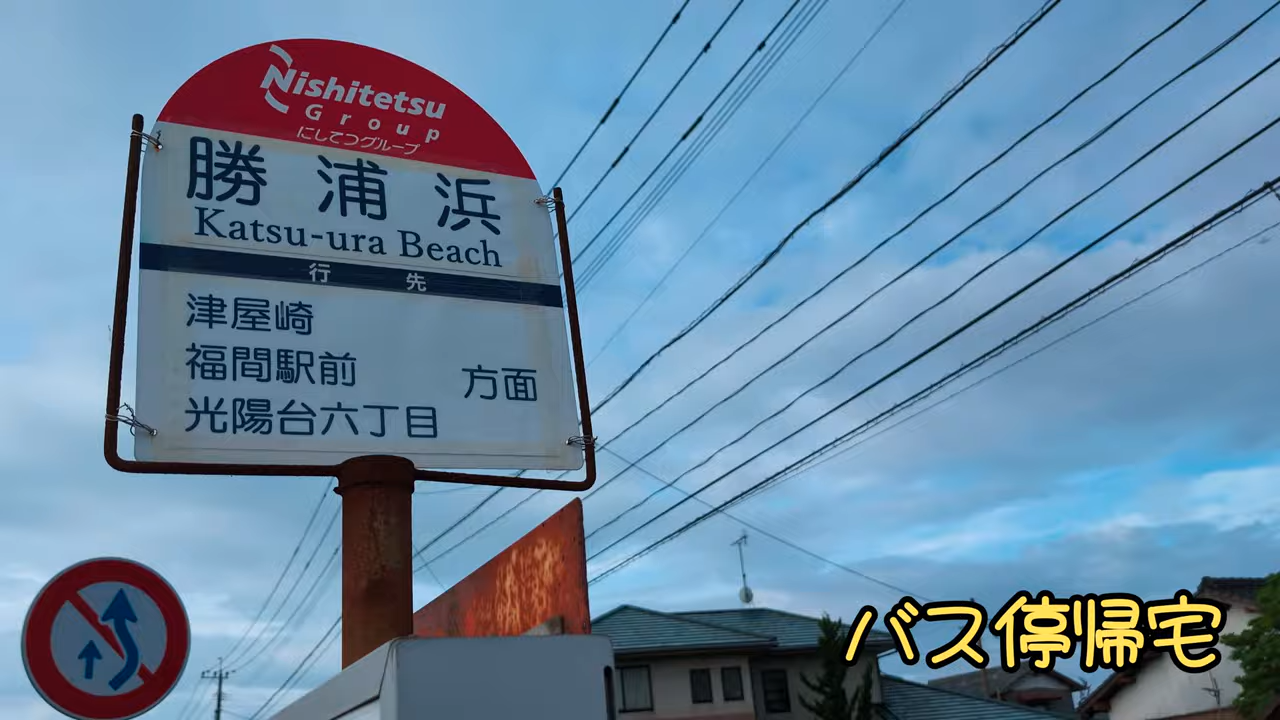 Nishitetsu
Group
にしてつグループ
勝浦浜
Katsu-ura Beach
行先
津屋崎
福間駅前 方面
光陽台六丁目
バス停帰宅